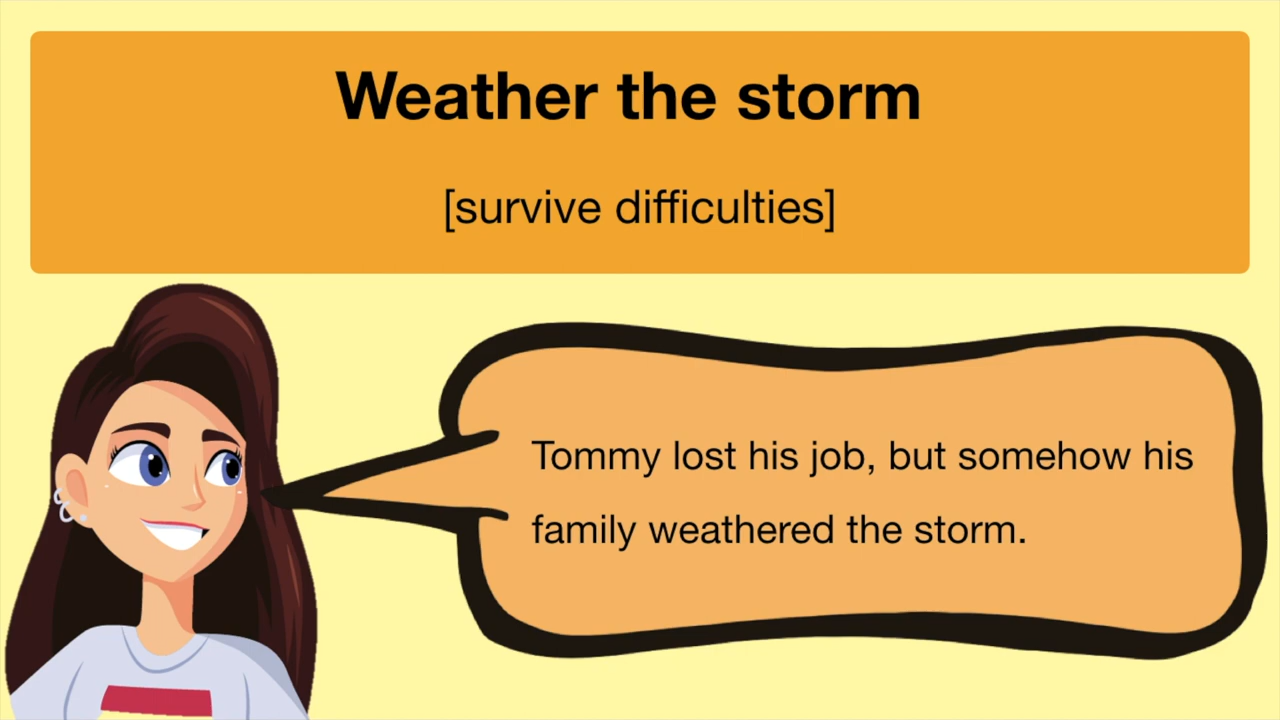 Weather the storm
[survive difficulties]
Tommy lost his job, but somehow his
family weathered the storm.